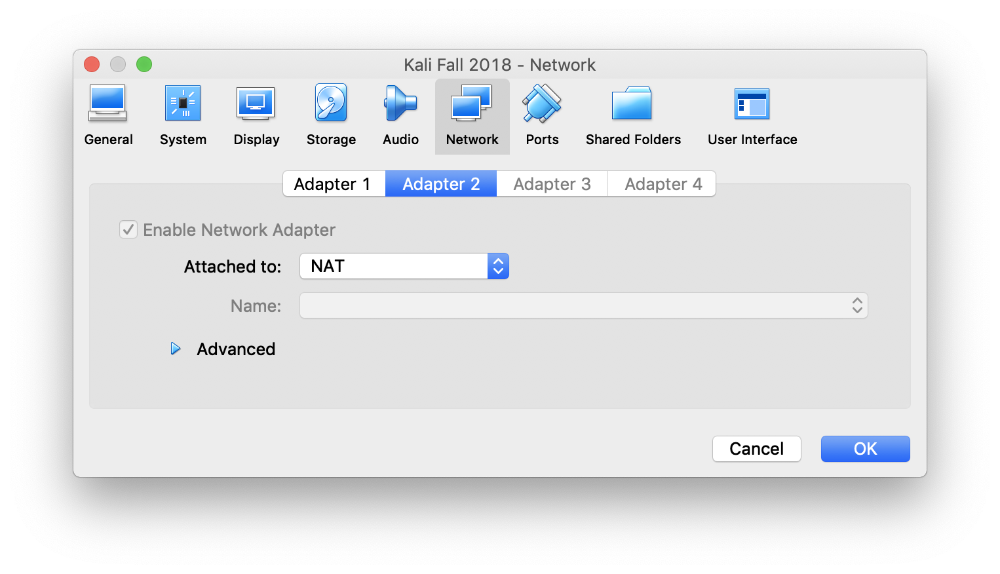 Kali Fall 2018 - Network
General System Display Storage Audio Network Ports Shared Folders User Interface
Adapter 1 Adapter 2 Adapter 3 Adapter 4
Enable Network Adapter
Attached to: NAT
Name:
Advanced
Cancel OK